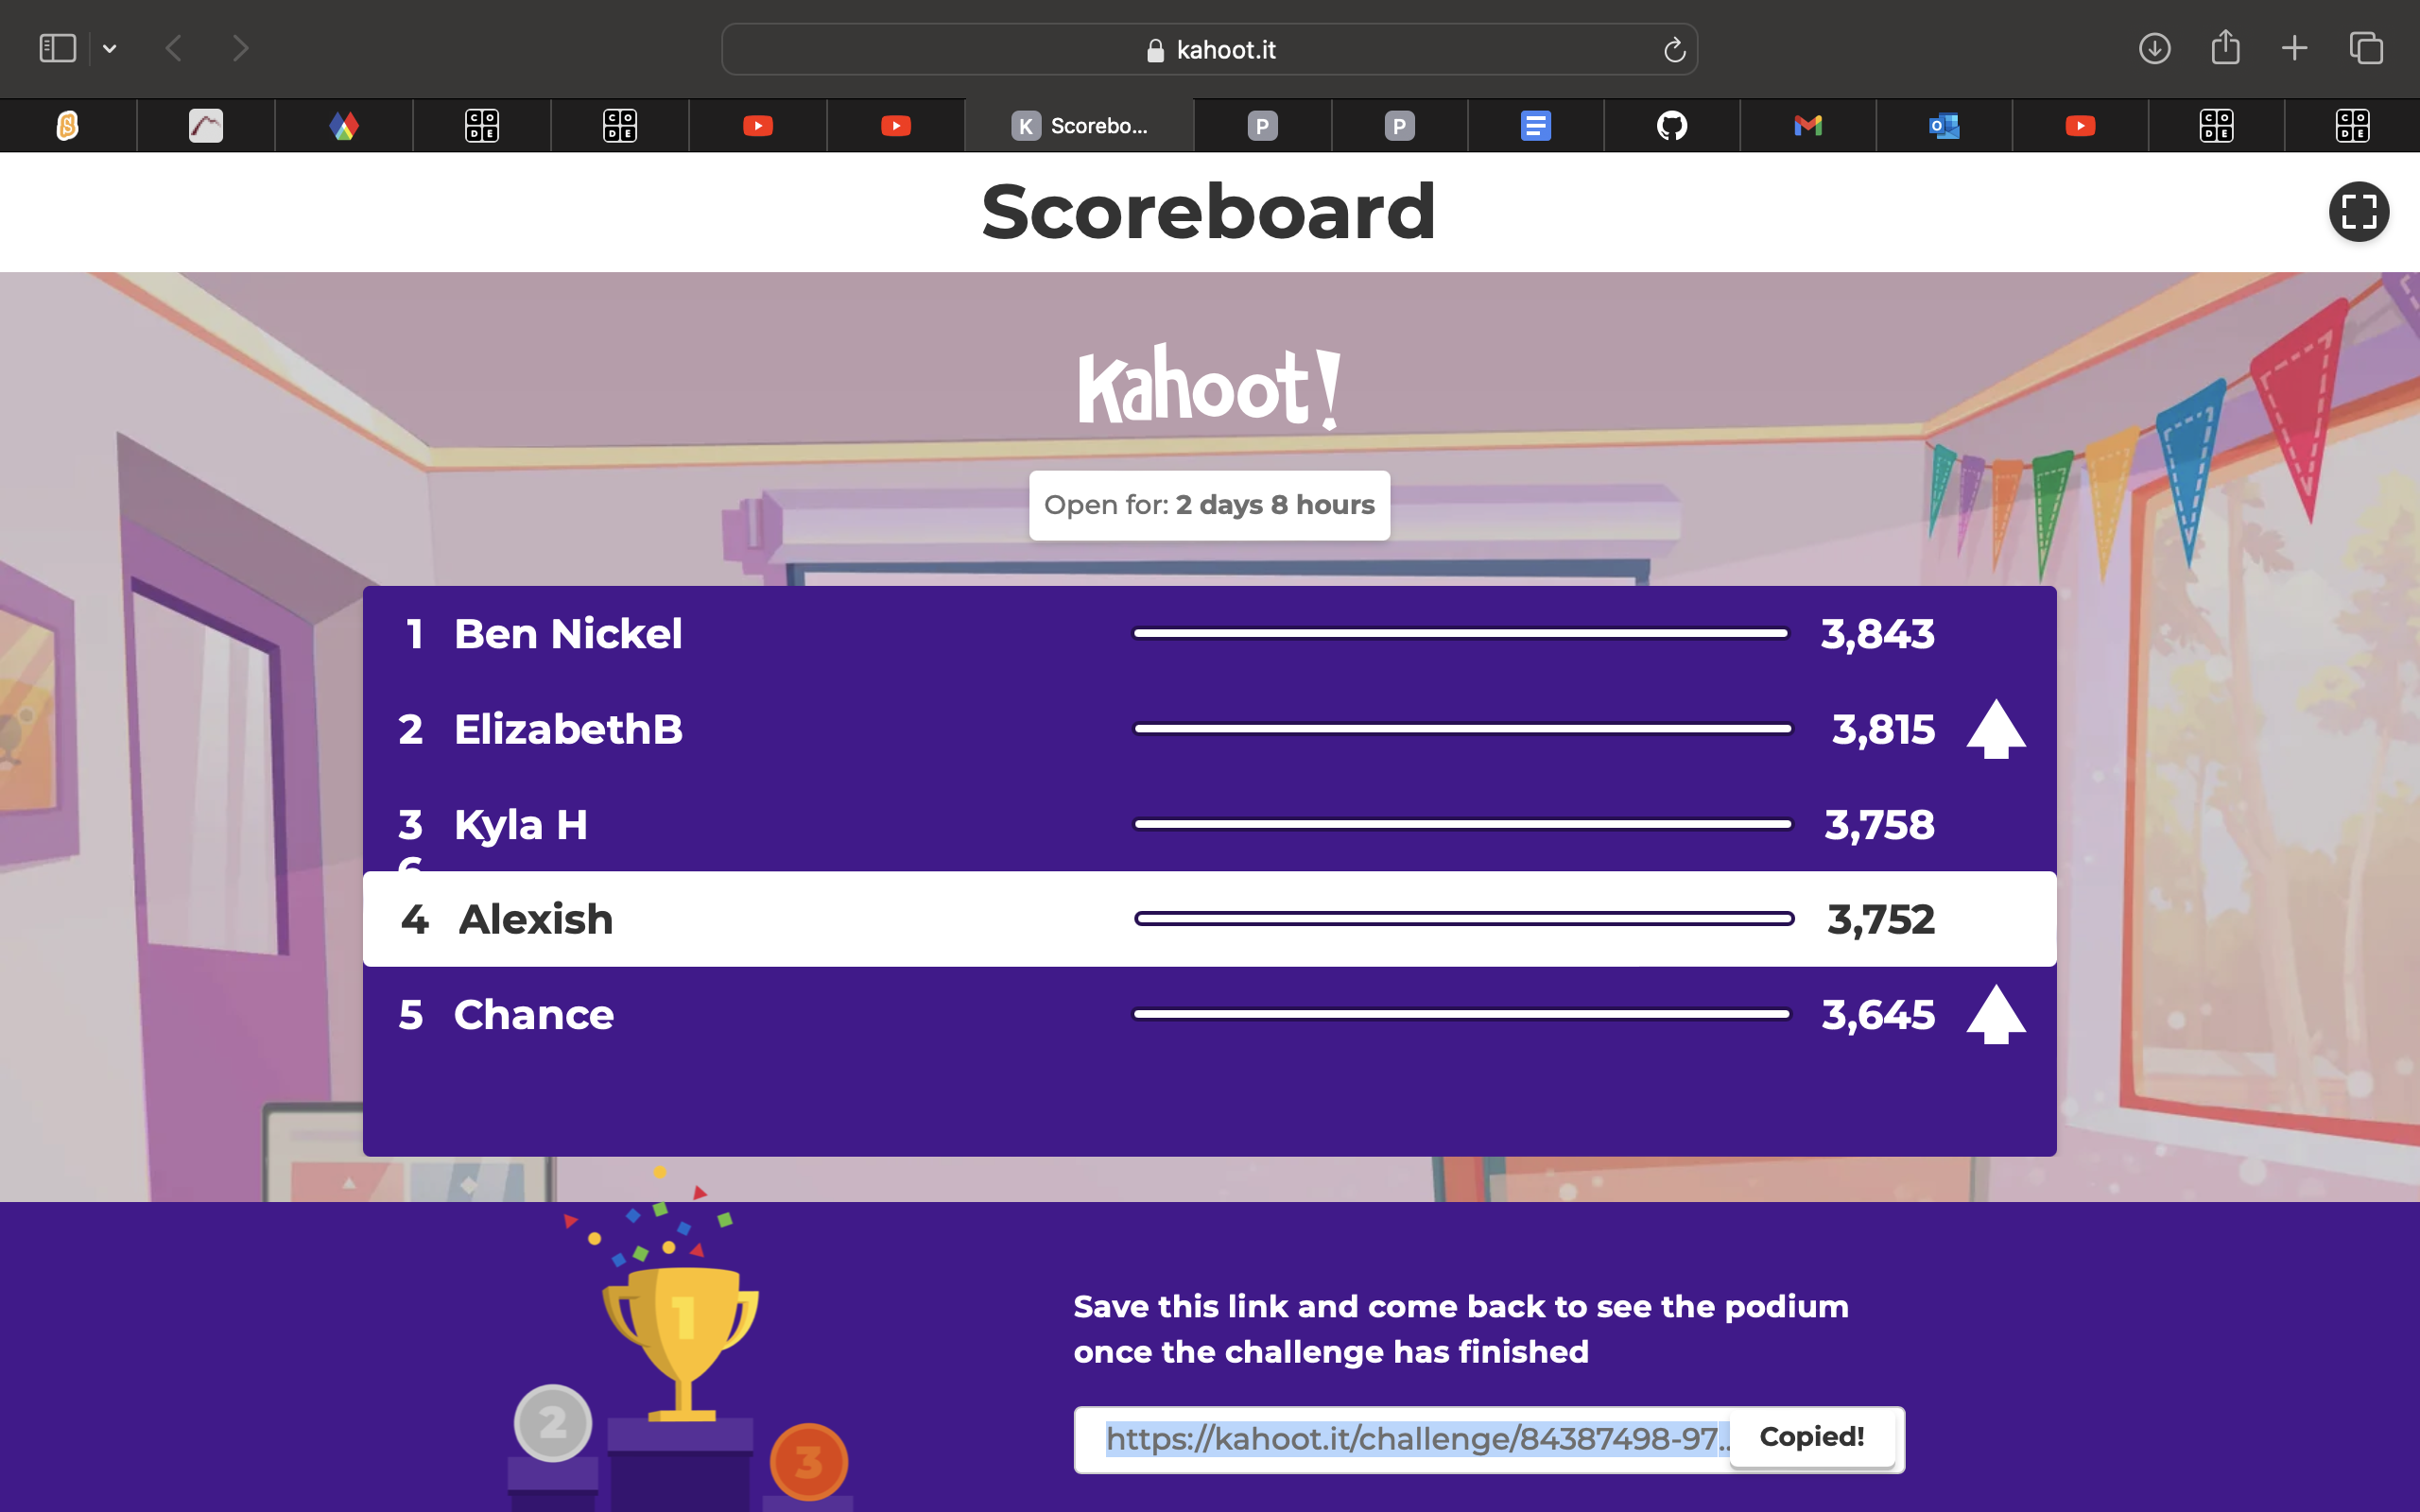 kahoot.it
K Scorebo...
P
P
Scoreboard
Kahoot!
Open for: 2 days 8 hours
1 Ben Nickel 3,843
2 ElizabethB 3,815
3 Kyla H 3,758
6
4 Alexish 3,752
5 Chance 3,645
1
2
3
Save this link and come back to see the podium
once the challenge has finished
https://kahoot.it/challenge/84387498-97... Copied!